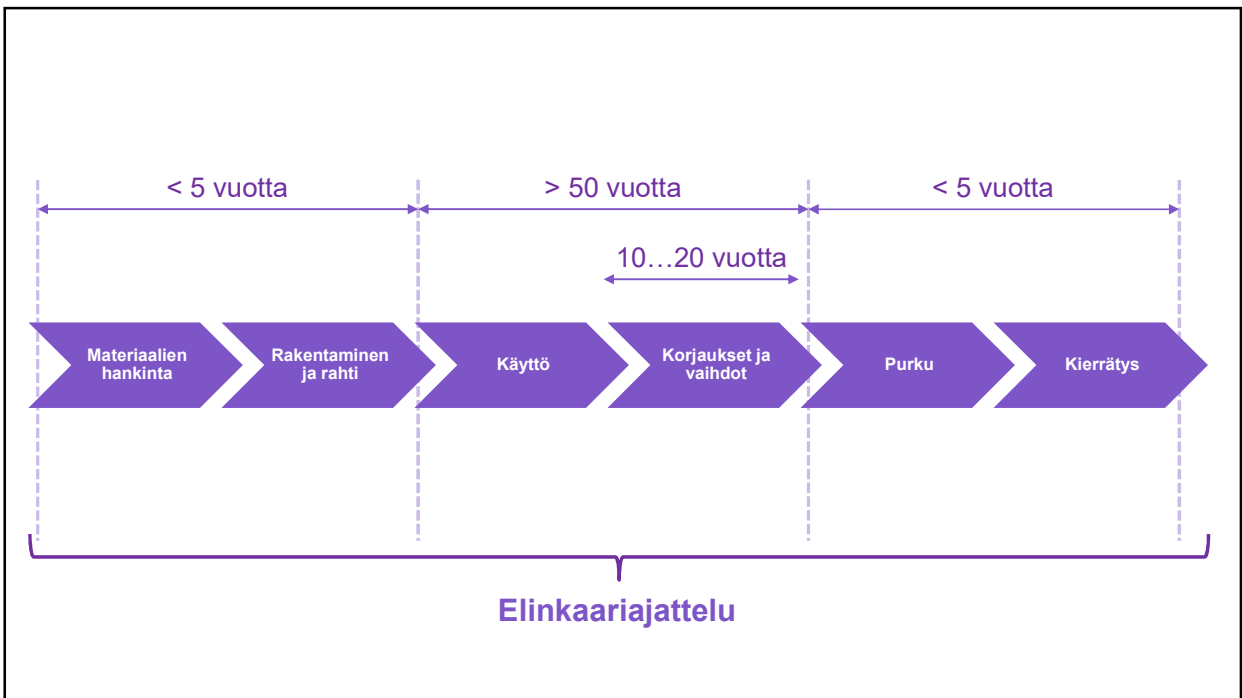 < 5 vuotta
> 50 vuotta
< 5 vuotta
10…20 vuotta
Materiaalien
hankinta
Rakentaminen
ja rahti
Käyttö
Korjaukset ja
vaihdot
Purku
Kierrätys
Elinkaariajattelu